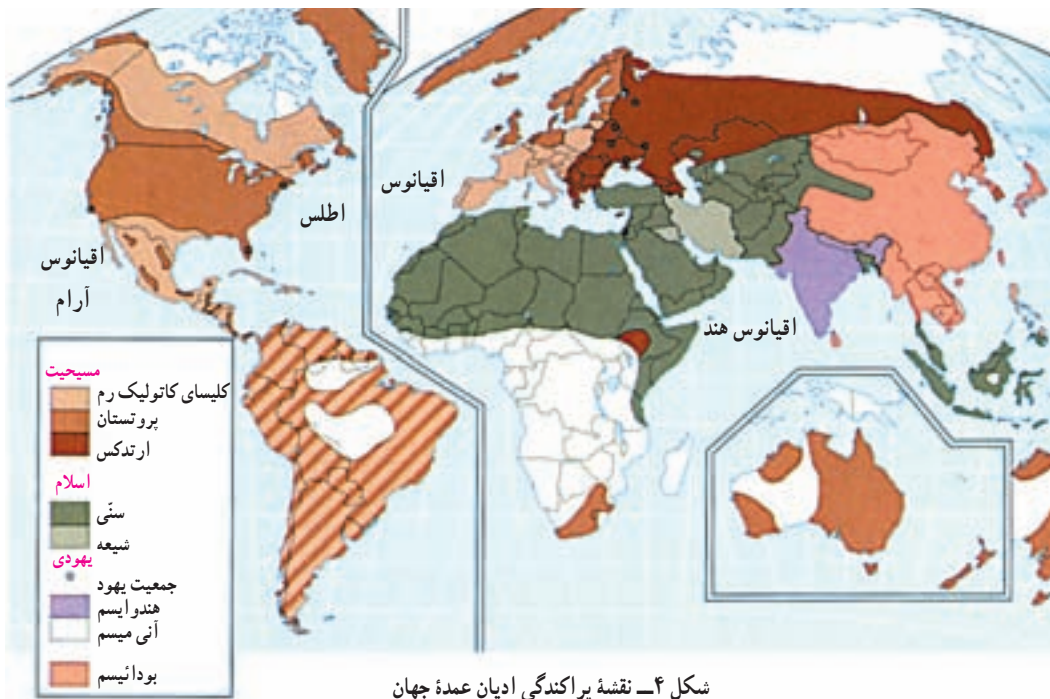 اقیانوس
اطلس
اقیانوس
آرام
اقیانوس هند
مسیحیت
کلیسای کاتولیک رم
پروتستان
ارتدکس
اسلام
سنّی
شیعه
یهودی
جمعیت یهود
هندوایسم
آنی میسم
بودائیسم
شکل ۴ــ نقشهٔ پراکندگی ادیان عمدهٔ جهان